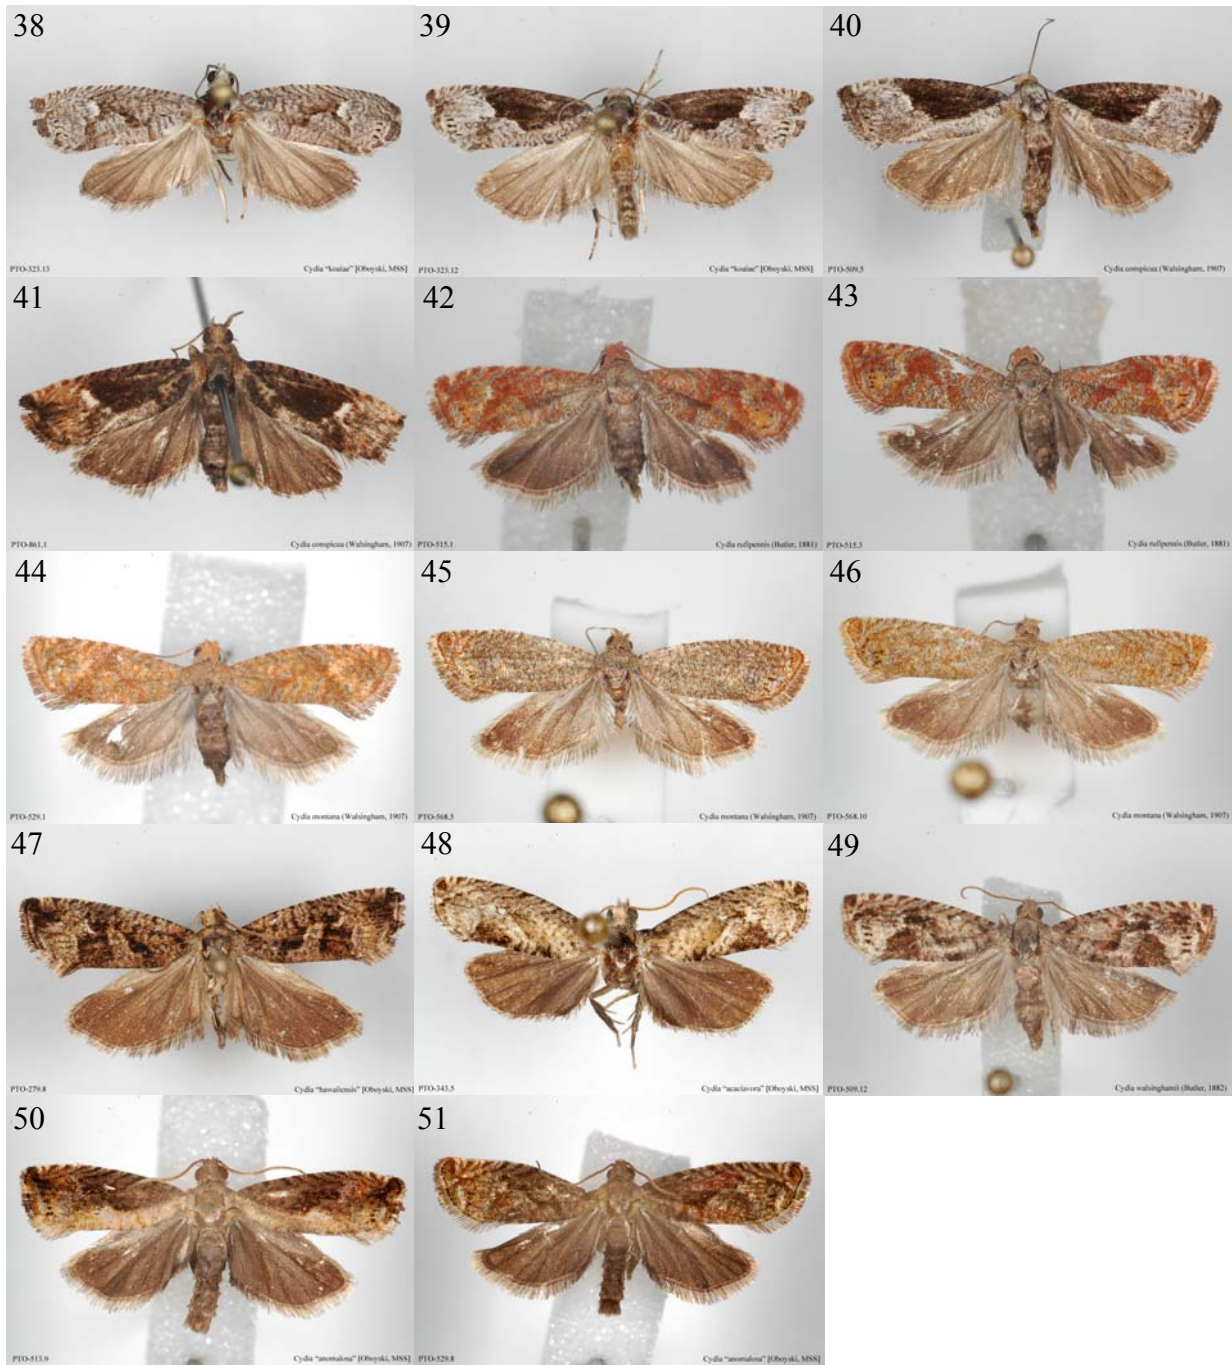 38
39
40
PTO-323.13
Cydia "kouiae" [Oboyski, MSS]
PTO-323.12
Cydia "kouiae" [Oboyski, MSS]
PTO-509.5
Cydia conspicua (Walsingham, 1907)
41
42
43
PTO-861.1
Cydia conspicua (Walsingham, 1907)
PTO-515.1
Cydia rufipennis (Butler, 1881)
PTO-515.3
Cydia rufipennis (Butler, 1881)
44
45
46
PTO-529.1
Cydia montana (Walsingham, 1907)
PTO-568.5
Cydia montana (Walsingham, 1907)
PTO-568.10
Cydia montana (Walsingham, 1907)
47
48
49
PTO-279.8
Cydia "hawaiiensis" [Oboyski, MSS]
PTO-343.5
Cydia "acaciavora" [Oboyski, MSS]
PTO-509.12
Cydia walsinghamii (Butler, 1882)
50
51
PTO-513.9
Cydia "anomalosa" [Oboyski, MSS]
PTO-529.8
Cydia "anomalosa" [Oboyski, MSS]